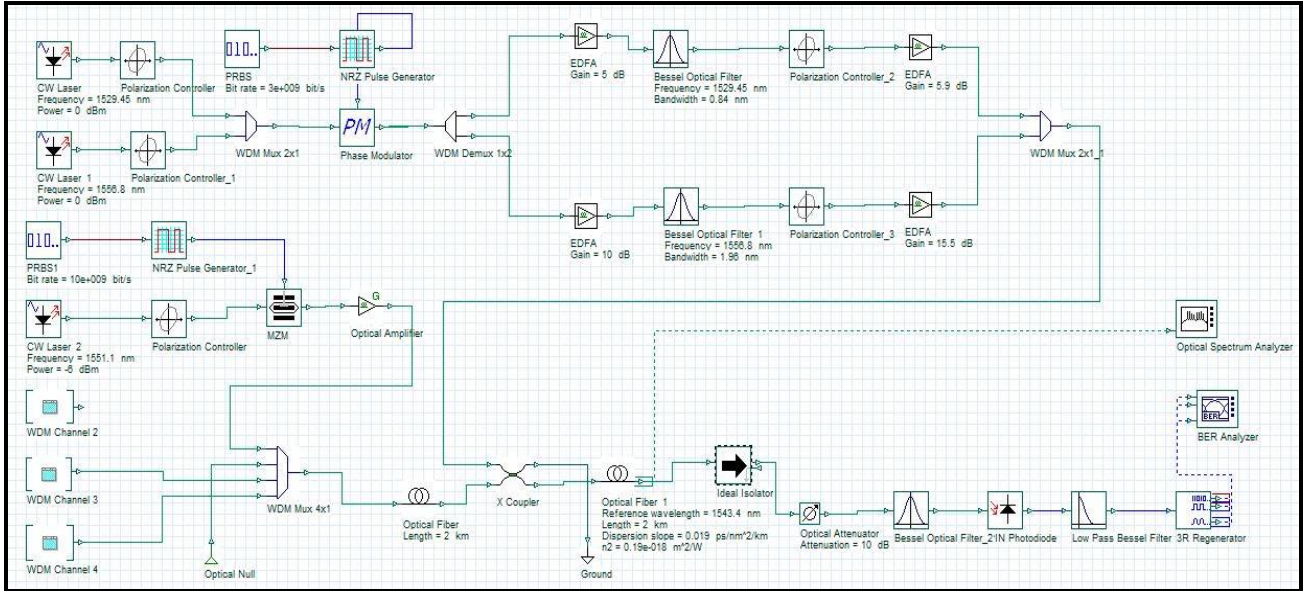 010..
PRBS
Bit rate = 3e+009 bit/s
NRZ Pulse Generator
CW Laser
Frequency = 1529.45 nm
Power = 0 dBm
Polarization Controller
EDFA
Gain = 5 dB
Bessel Optical Filter
Frequency = 1529.45 nm
Bandwidth = 0.84 nm
Polarization Controller_2
EDFA
Gain = 5.9 dB
PM
Phase Modulator
WDM Mux 2x1
WDM Demux 1x2
WDM Mux 2x1_1
CW Laser 1
Frequency = 1556.8 nm
Power = 0 dBm
Polarization Controller_1
EDFA
Gain = 10 dB
Bessel Optical Filter 1
Frequency = 1556.8 nm
Bandwidth = 1.96 nm
Polarization Controller_3
EDFA
Gain = 15.5 dB
010..
PRBS1
Bit rate = 10e+009 bit/s
NRZ Pulse Generator_1
CW Laser 2
Frequency = 1551.1 nm
Power = -6 dBm
Polarization Controller
MZM
G
Optical Amplifier
Optical Spectrum Analyzer
WDM Channel 2
BER
BER Analyzer
WDM Channel 3
WDM Mux 4x1
Optical Fiber
Length = 2 km
X Coupler
Optical Fiber 1
Reference wavelength = 1543.4 nm
Length = 2 km
Dispersion slope = 0.019 ps/nm^2/km
n2 = 0.19e-018 m^2/W
Ideal Isolator
Optical Attenuator
Attenuation = 10 dB
Bessel Optical Filter_2
IN Photodiode
Low Pass Bessel Filter
3R Regenerator
WDM Channel 4
Optical Null
Ground